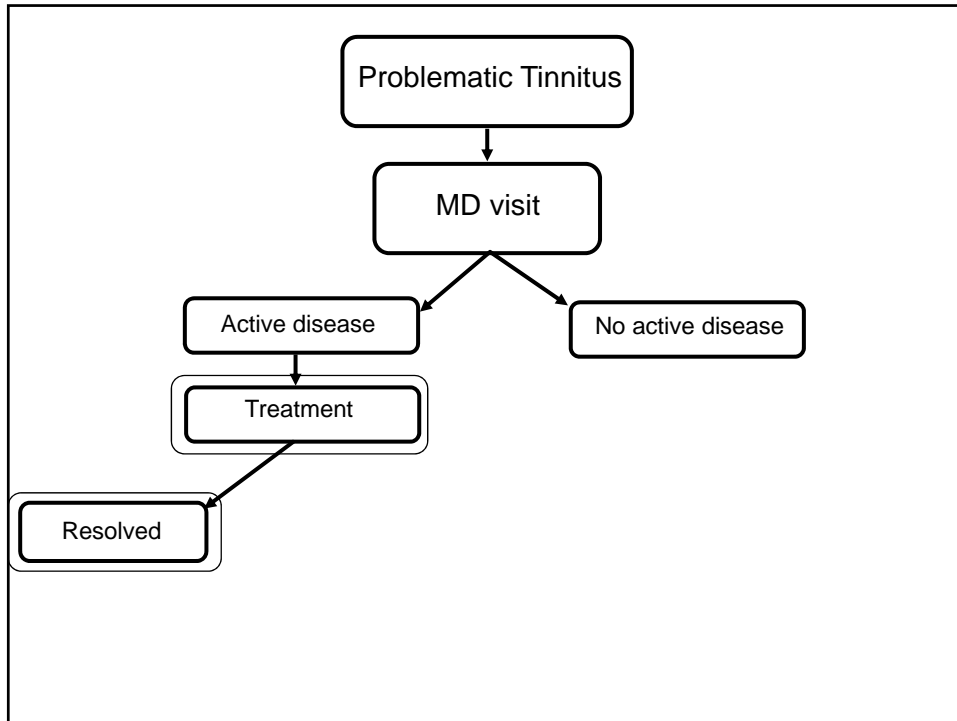 Problematic Tinnitus
MD visit
Active disease
No active disease
Treatment
Resolved